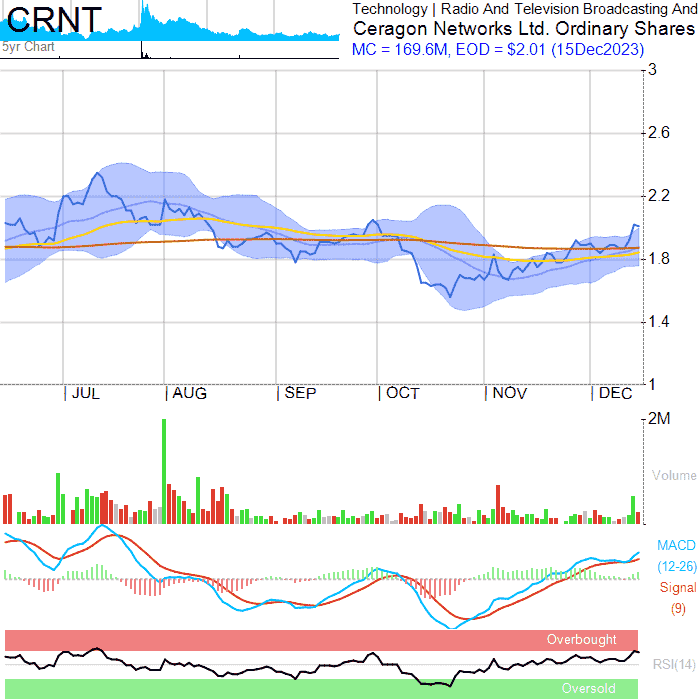 CRNT
5yr Chart
Technology | Radio And Television Broadcasting And
Ceragon Networks Ltd. Ordinary Shares
MC = 169.6M, EOD = $2.01 (15Dec2023)
3
2.6
2.2
1.8
1.4
1
JUL AUG SEP OCT NOV DEC
2M
Volume
MACD
(12-26)
Signal
(9)
Overbought
RSI(14)
Oversold